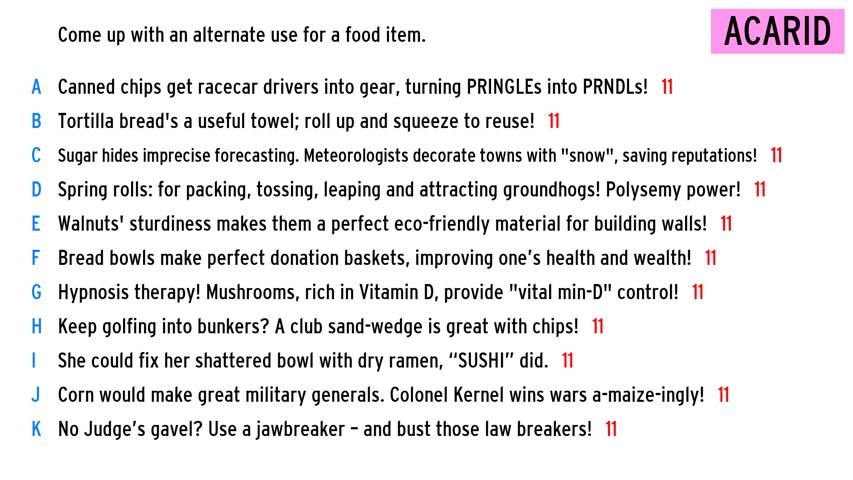 Come up with an alternate use for a food item.
ACARID
A Canned chips get racecar drivers into gear, turning PRINGLEs into PRNDLs! 11
B Tortilla bread's a useful towel; roll up and squeeze to reuse! 11
C Sugar hides imprecise forecasting. Meteorologists decorate towns with "snow", saving reputations! 11
D Spring rolls: for packing, tossing, leaping and attracting groundhogs! Polysemy power! 11
E Walnuts' sturdiness makes them a perfect eco-friendly material for building walls! 11
F Bread bowls make perfect donation baskets, improving one’s health and wealth! 11
G Hypnosis therapy! Mushrooms, rich in Vitamin D, provide "vital min-D" control! 11
H Keep golfing into bunkers? A club sand-wedge is great with chips! 11
I She could fix her shattered bowl with dry ramen, “SUSHI” did. 11
J Corn would make great military generals. Colonel Kernel wins wars a-maize-ingly! 11
K No Judge’s gavel? Use a jawbreaker – and bust those law breakers! 11